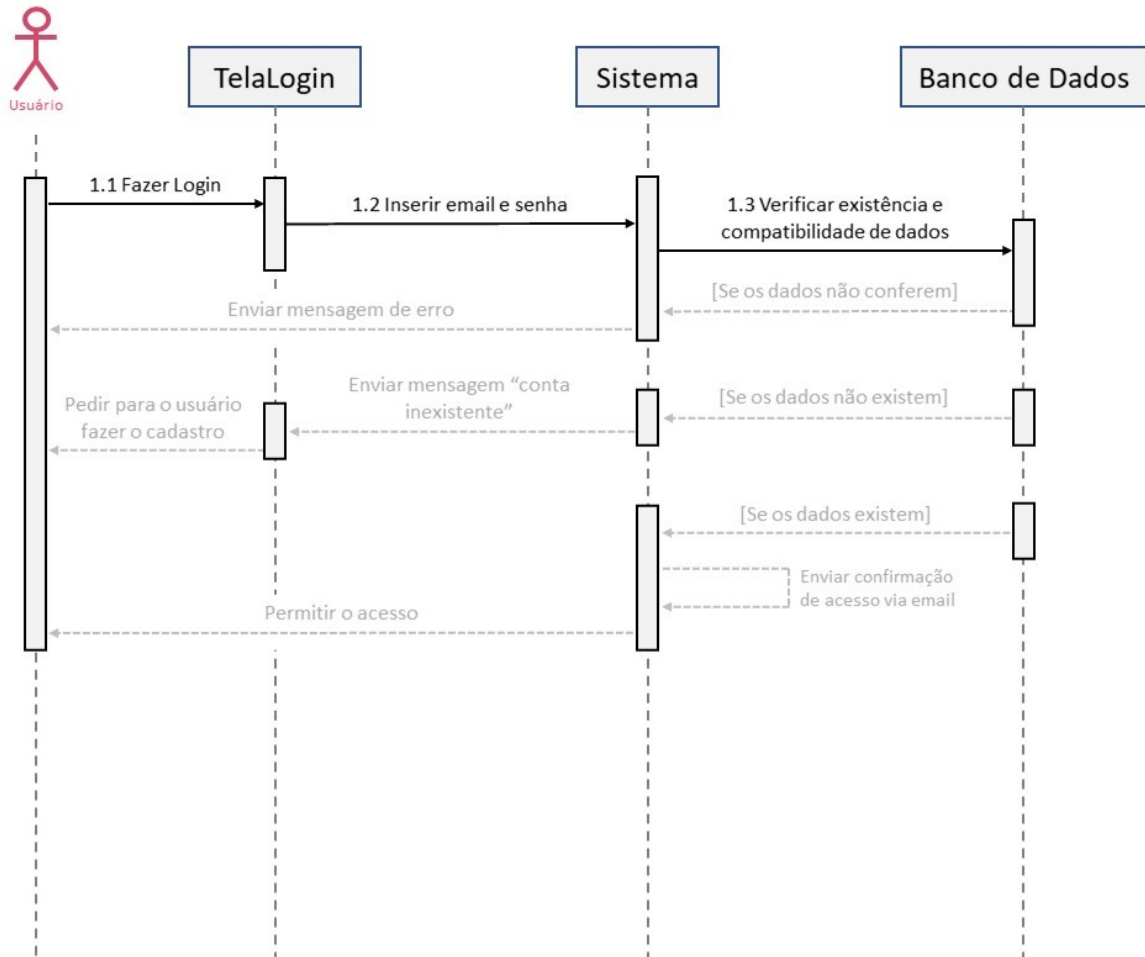 Usuário
TelaLogin
Sistema
Banco de Dados
1.1 Fazer Login
1.2 Inserir email e senha
1.3 Verificar existência e
compatibilidade de dados
[Se os dados não conferem]
Enviar mensagem de erro
[Se os dados não existem]
Enviar mensagem “conta
inexistente”
Pedir para o usuário
fazer o cadastro
[Se os dados existem]
Enviar confirmação
de acesso via email
Permitir o acesso